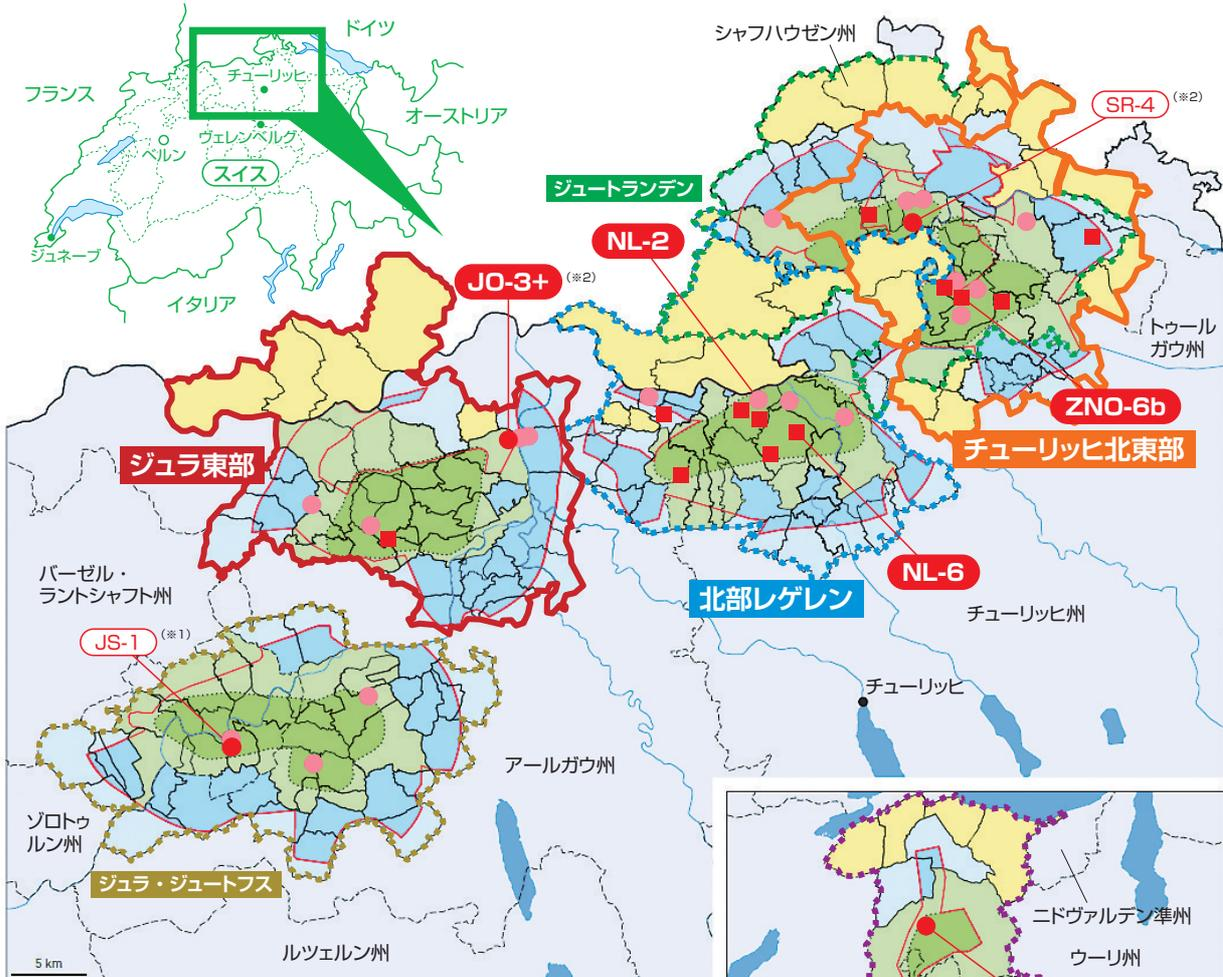 ドイツ
シャフハウゼン州
チューリッヒ
フランス
SR-4 (※2)
オーストリア
ヴェレンベルグ
ベルン
スイス
ジュートランデン
NL-2
ジュネーブ
JO-3+ (※2)
イタリア
トゥール
ガウ州
ZNO-6b
チューリッヒ北東部
ジュラ東部
NL-6
バーゼル・
ラントシャフト州
北部レゲレン
チューリッヒ州
JS-1 (※1)
チューリッヒ
アールガウ州
ゾロトゥ
ルン州
ジュラ・ジュートフス
ニドヴァルデン準州
ルツェルン州
ウーリ州
5 km